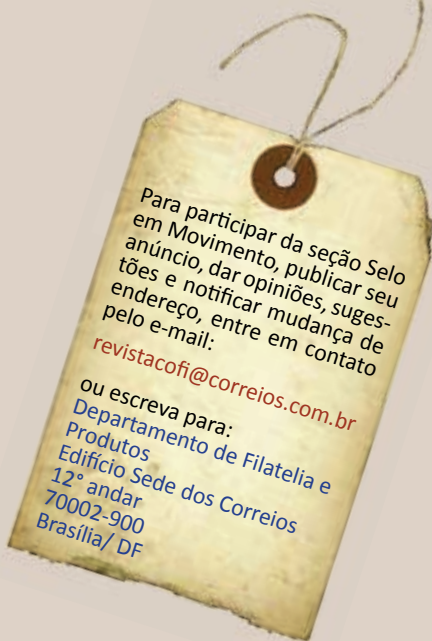 Para participar da seção Selo
em Movimento, publicar seu
anúncio, dar opiniões, suges-
tões e notificar mudança de
endereço, entre em contato
pelo e-mail:
revistacofi@correios.com.br
ou escreva para:
Departamento de Filatelia e
Produtos
Edifício Sede dos Correios
12° andar
70002-900
Brasília/ DF